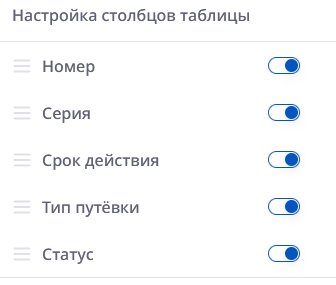 Настройка столбцов таблицы
Номер
Серия
Срок действия
Тип путёвки
Статус